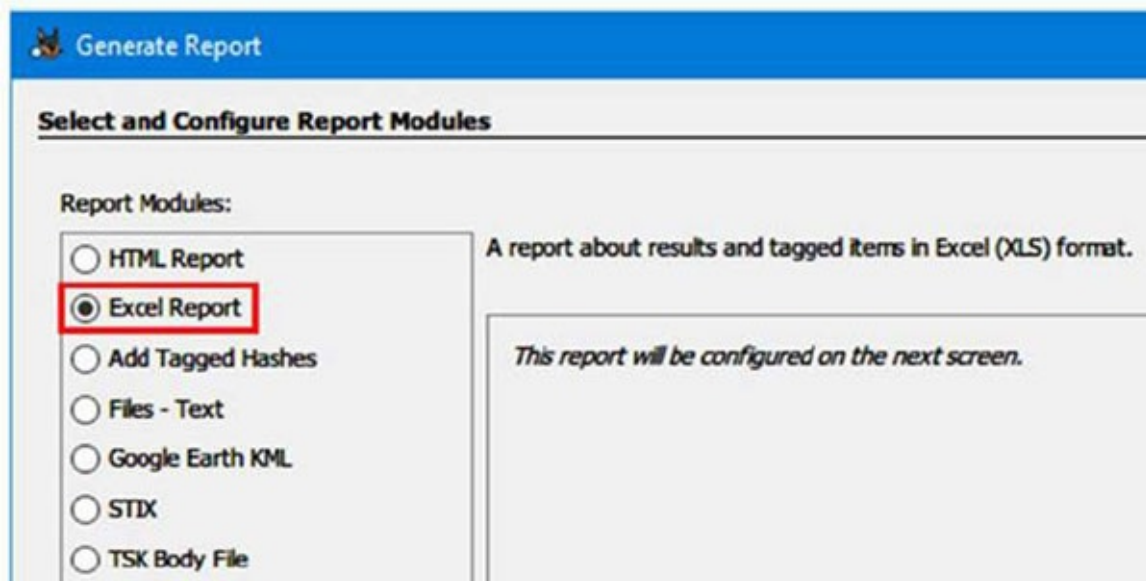 Generate Report
Select and Configure Report Modules
Report Modules:
HTML Report
A report about results and tagged items in Excel (XLS) format.
Excel Report
This report will be configured on the next screen.
Add Tagged Hashes
Files - Text
Google Earth KML
STIX
TSK Body File